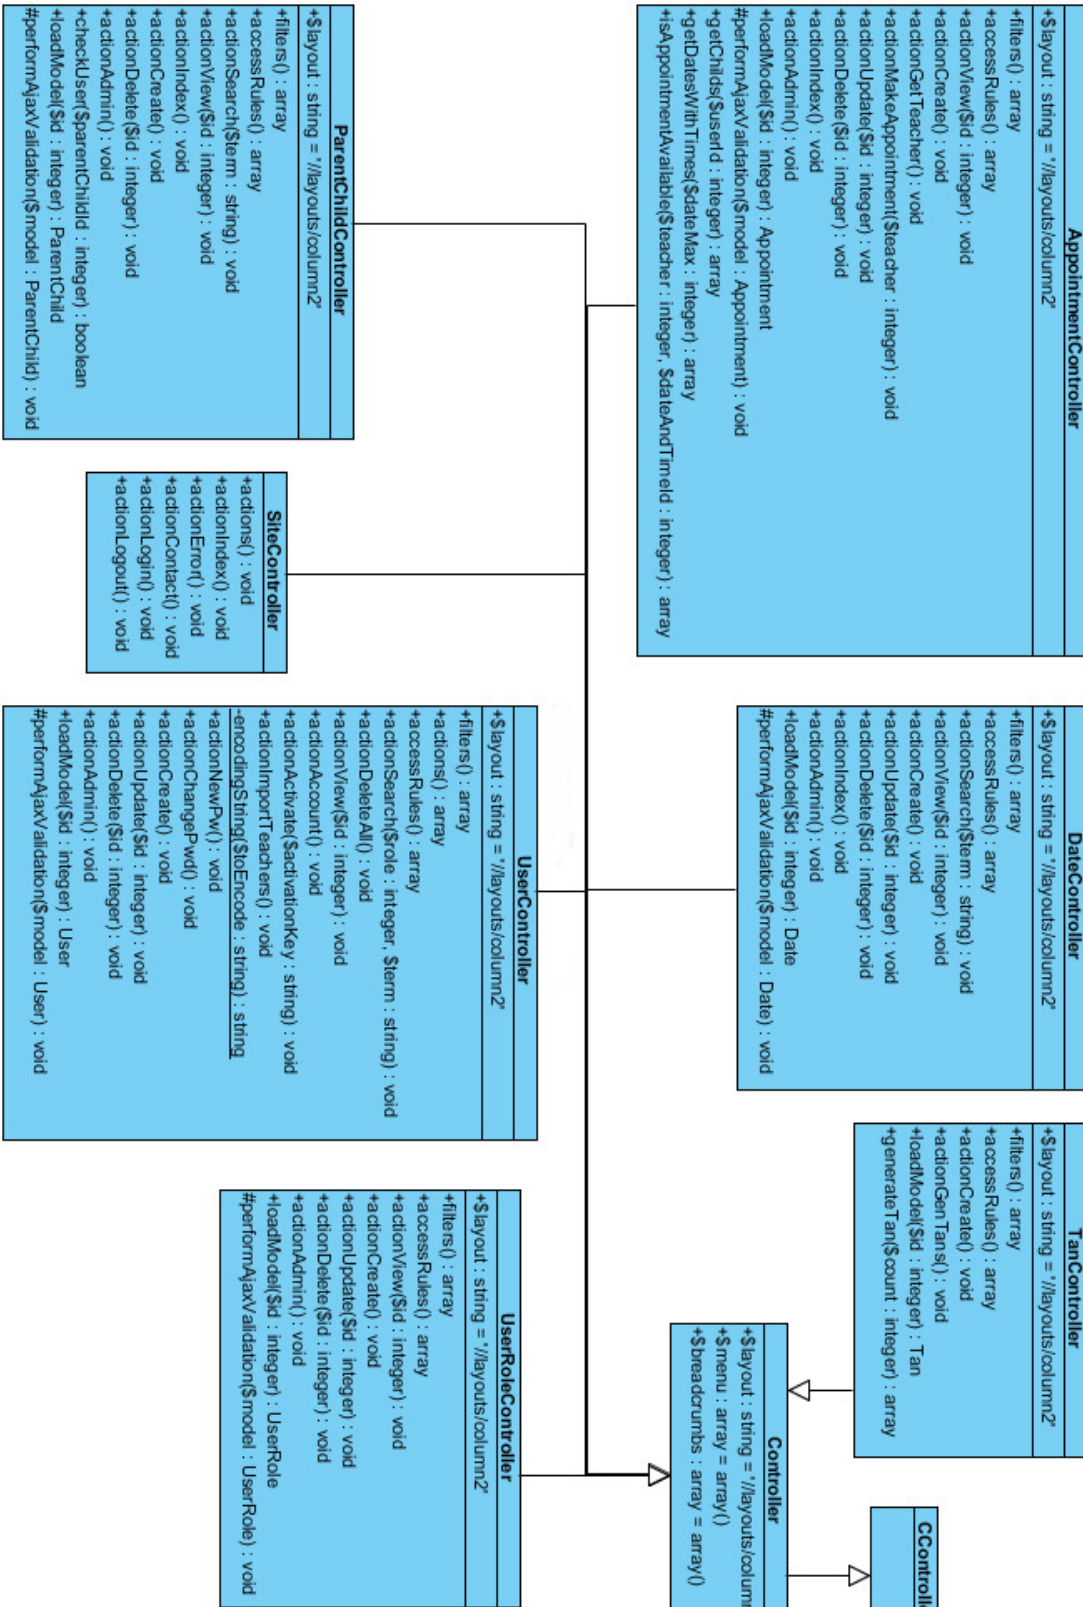 AppointmentController
+$layout : string = "//layouts/column2"
+filters() : array
+accessRules() : array
+actionView($id : integer) : void
+actionCreate() : void
+actionGetTeacher() : void
+actionMakeAppointment($teacher : integer) : void
+actionUpdate($id : integer) : void
+actionDelete($id : integer) : void
+actionIndex() : void
+actionAdmin() : void
+loadModel($id : integer) : Appointment
#performAjaxValidation($model : Appointment) : void
+getChilds($userId : integer) : array
+getDatesWithTimes($dateMax : integer) : array
+isAppointmentAvailable($teacher : integer, $dateAndTimeId : integer) : array
DateController
+$layout : string = "//layouts/column2"
+filters() : array
+accessRules() : array
+actionSearch($term : string) : void
+actionView($id : integer) : void
+actionCreate() : void
+actionUpdate($id : integer) : void
+actionDelete($id : integer) : void
+actionIndex() : void
+actionAdmin() : void
+loadModel($id : integer) : Date
#performAjaxValidation($model : Date) : void
TanController
+$layout : string = "//layouts/column2"
+filters() : array
+accessRules() : array
+actionCreate() : void
+actionGenTans() : void
+loadModel($id : integer) : Tan
+generateTan($count : integer) : array
CControlle
Controller
+$layout : string = "//layouts/column
+$menu : array = array()
+$breadcrumbs : array = array()
ParentChildController
+$layout : string = "//layouts/column2"
+filters() : array
+accessRules() : array
+actionSearch($term : string) : void
+actionView($id : integer) : void
+actionIndex() : void
+actionCreate() : void
+actionDelete($id : integer) : void
+actionAdmin() : void
+checkUser($parentChildId : integer) : boolean
+loadModel($id : integer) : ParentChild
#performAjaxValidation($model : ParentChild) : void
SiteController
+actions() : void
+actionIndex() : void
+actionError() : void
+actionContact() : void
+actionLogin() : void
+actionLogout() : void
UserController
+$layout : string = "//layouts/column2"
+filters() : array
+actions() : array
+accessRules() : array
+actionSearch($role : integer, $term : string) : void
+actionDeleteAll() : void
+actionView($id : integer) : void
+actionAccount() : void
+actionActivate($activationKey : string) : void
+actionImportTeachers() : void
-encodingString($toEncode : string) : string
+actionNewPw() : void
+actionChangePwd() : void
+actionCreate() : void
+actionUpdate($id : integer) : void
+actionDelete($id : integer) : void
+actionAdmin() : void
+loadModel($id : integer) : User
#performAjaxValidation($model : User) : void
UserRoleController
+$layout : string = "//layouts/column2"
+filters() : array
+accessRules() : array
+actionView($id : integer) : void
+actionCreate() : void
+actionUpdate($id : integer) : void
+actionDelete($id : integer) : void
+actionAdmin() : void
+loadModel($id : integer) : UserRole
#performAjaxValidation($model : UserRole) : void